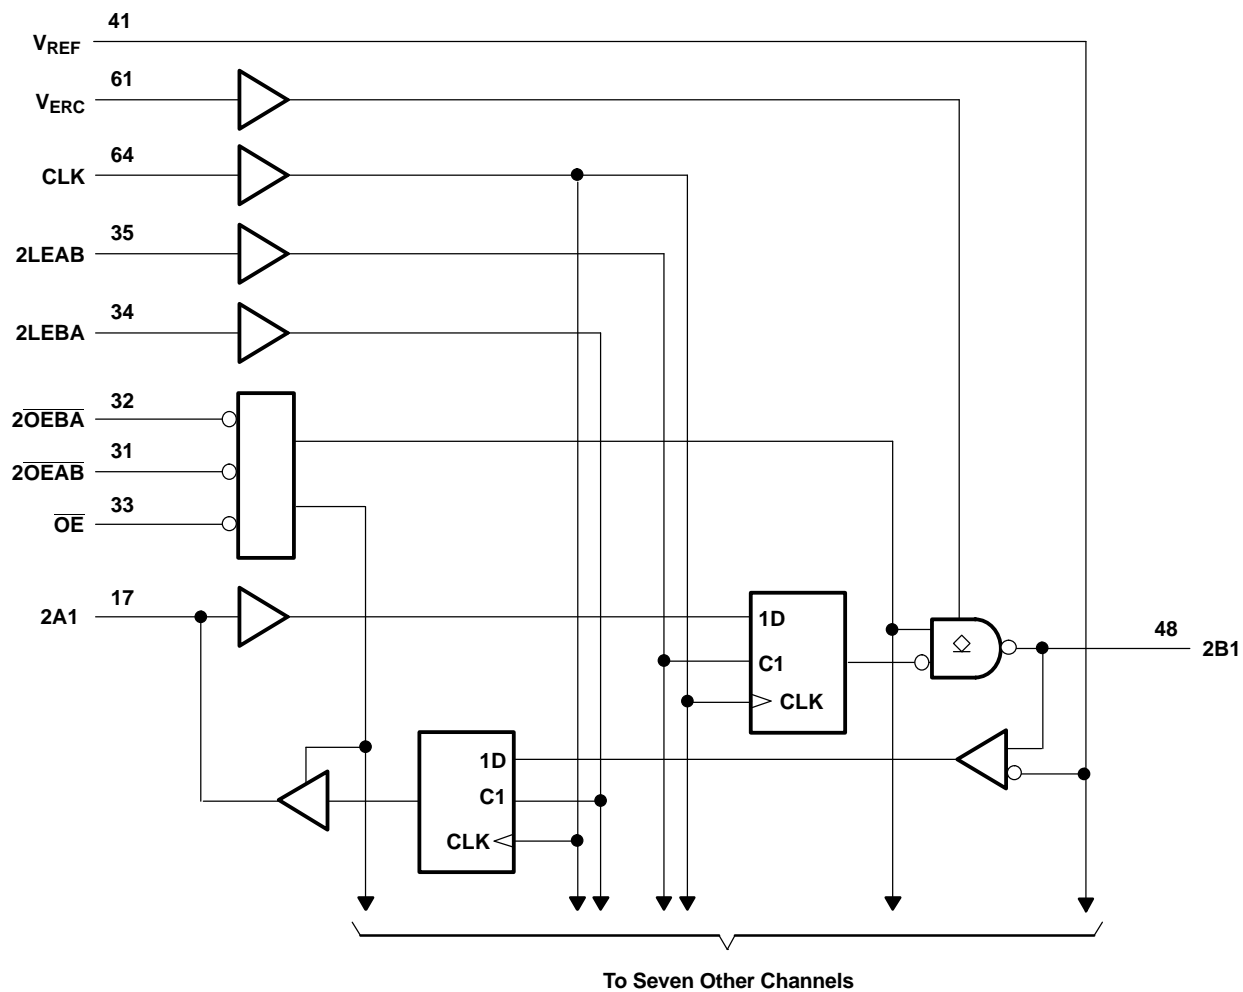 41
VREF
61
VERC
64
CLK
35
2LEAB
34
2LEBA
32
2OEBA
31
2OEAB
33
OE
17
2A1
1D
C1
CLK
48
2B1
1D
C1
CLK
To Seven Other Channels